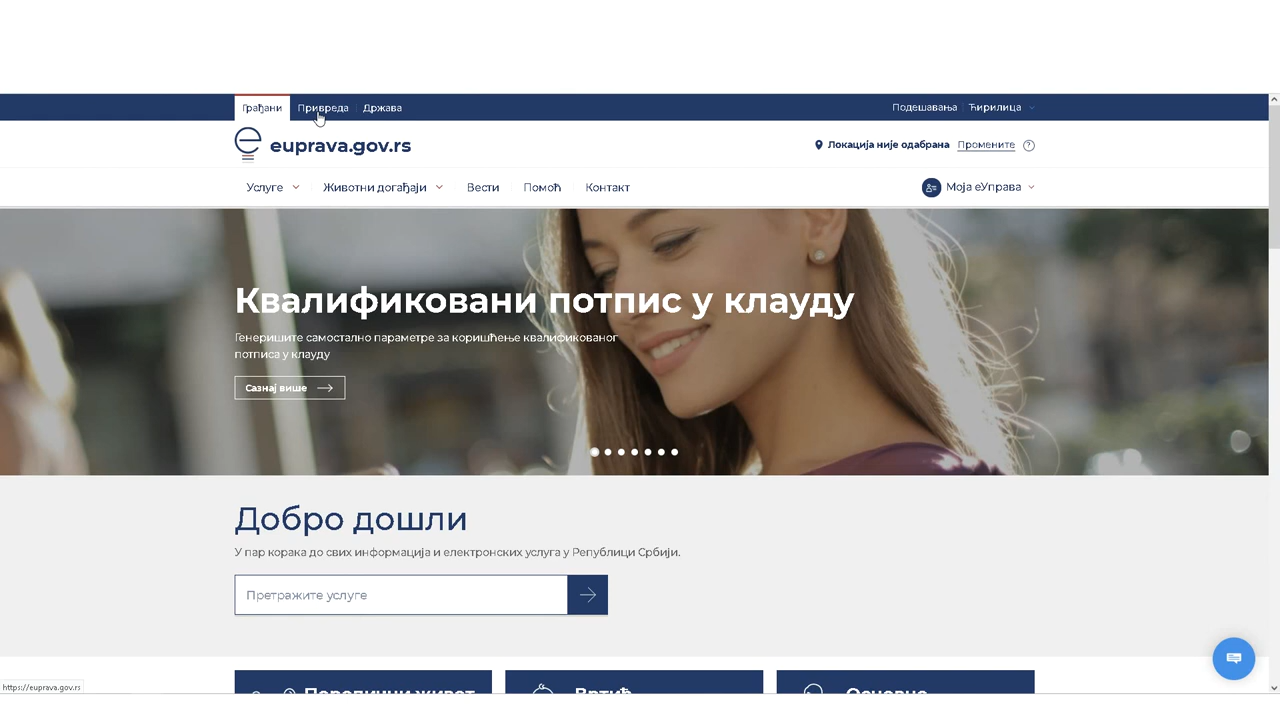 Грађани Привреда Држава
Подешавања Ћирилица
euprava.gov.rs
Локација није одабрана Промените ?
Услуге Животни догађаји Вести Помоћ Контакт
Моја еУправа
Квалификовани потпис у клауду
Генеришите самостално параметре за коришћење квалификованог
потписа у клауду
Сазнај више
Добро дошли
У пар корака до свих информација и електронских услуга у Републици Србији.
Претражите услуге
Породични живот Вртић Основно
https://euprava.gov.rs